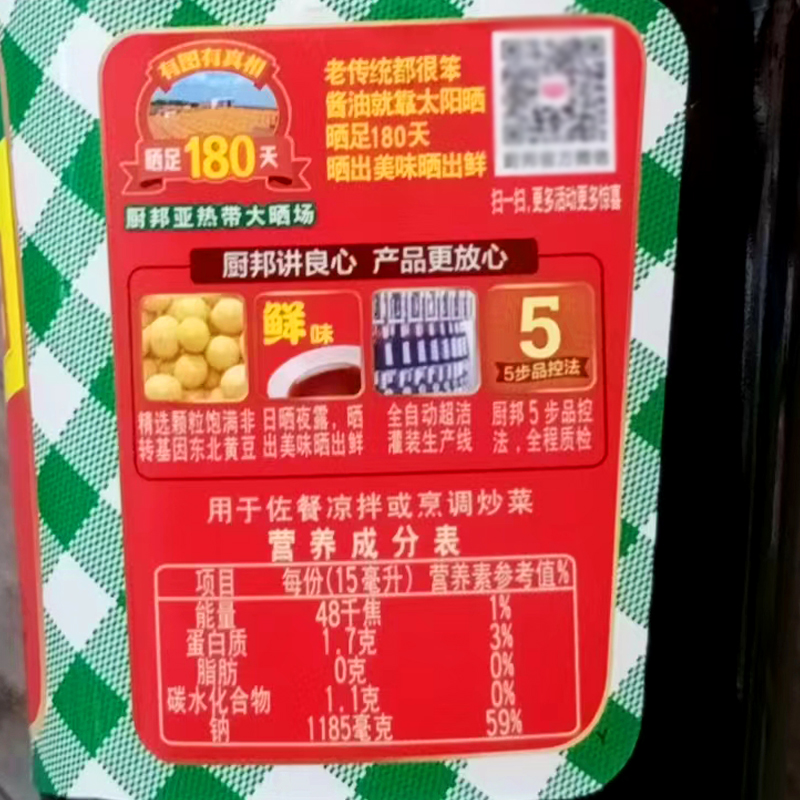 有图有真相
晒足180天
厨邦亚热带大晒场
老传统都很笨
酱油就靠太阳晒
晒足180天
晒出美味晒出鲜
扫一扫,更多活动更多惊喜
厨邦讲良心 产品更放心
鲜味
5
5步品控法
精选颗粒饱满非
转基因东北黄豆
日晒夜露，晒
出美味晒出鲜
全自动超洁
灌装生产线
厨邦5步品控
法，全程质检
用于佐餐凉拌或烹调炒菜
营养成分表
项目 每份(15毫升) 营养素参考值%
能量 48千焦 1%
蛋白质 1.7克 3%
脂肪 0克 0%
碳水化合物 1.1克 0%
钠 1185毫克 59%
Y